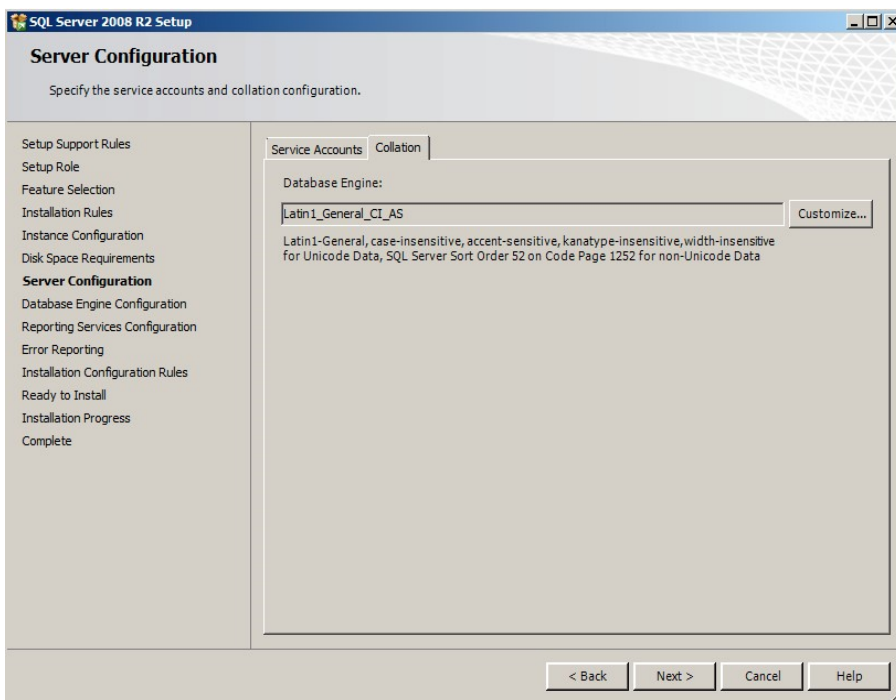 SQL Server 2008 R2 Setup
Server Configuration
Specify the service accounts and collation configuration.
Setup Support Rules
Setup Role
Feature Selection
Installation Rules
Instance Configuration
Disk Space Requirements
Server Configuration
Database Engine Configuration
Reporting Services Configuration
Error Reporting
Installation Configuration Rules
Ready to Install
Installation Progress
Complete
Service Accounts Collation
Database Engine:
Latin1_General_CI_AS Customize...
Latin1-General, case-insensitive, accent-sensitive, kanatype-insensitive,width-insensitive
for Unicode Data, SQL Server Sort Order 52 on Code Page 1252 for non-Unicode Data
< Back Next > Cancel Help